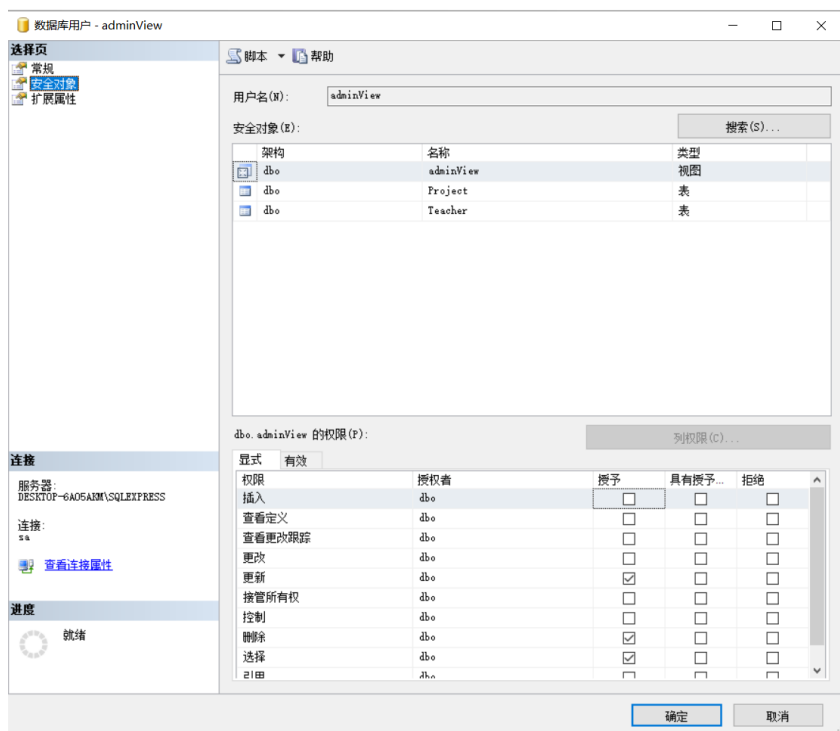 数据库用户 - adminView
选择页
常规
安全对象
扩展属性
脚本 帮助
用户名(N): adminView
安全对象(E): 搜索(S)...
架构 名称 类型
dbo adminView 视图
dbo Project 表
dbo Teacher 表
dbo.adminView 的权限(P): 列权限(C)...
显式 有效
权限 授权者 授予 具有授予... 拒绝
插入 dbo
查看定义 dbo
查看更改跟踪 dbo
更改 dbo
更新 dbo
接管所有权 dbo
控制 dbo
删除 dbo
选择 dbo
引用 dbo
连接
服务器:
DESKTOP-6AO5AKM\SQLEXPRESS
连接:
sa
查看连接属性
进度
就绪
确定 取消